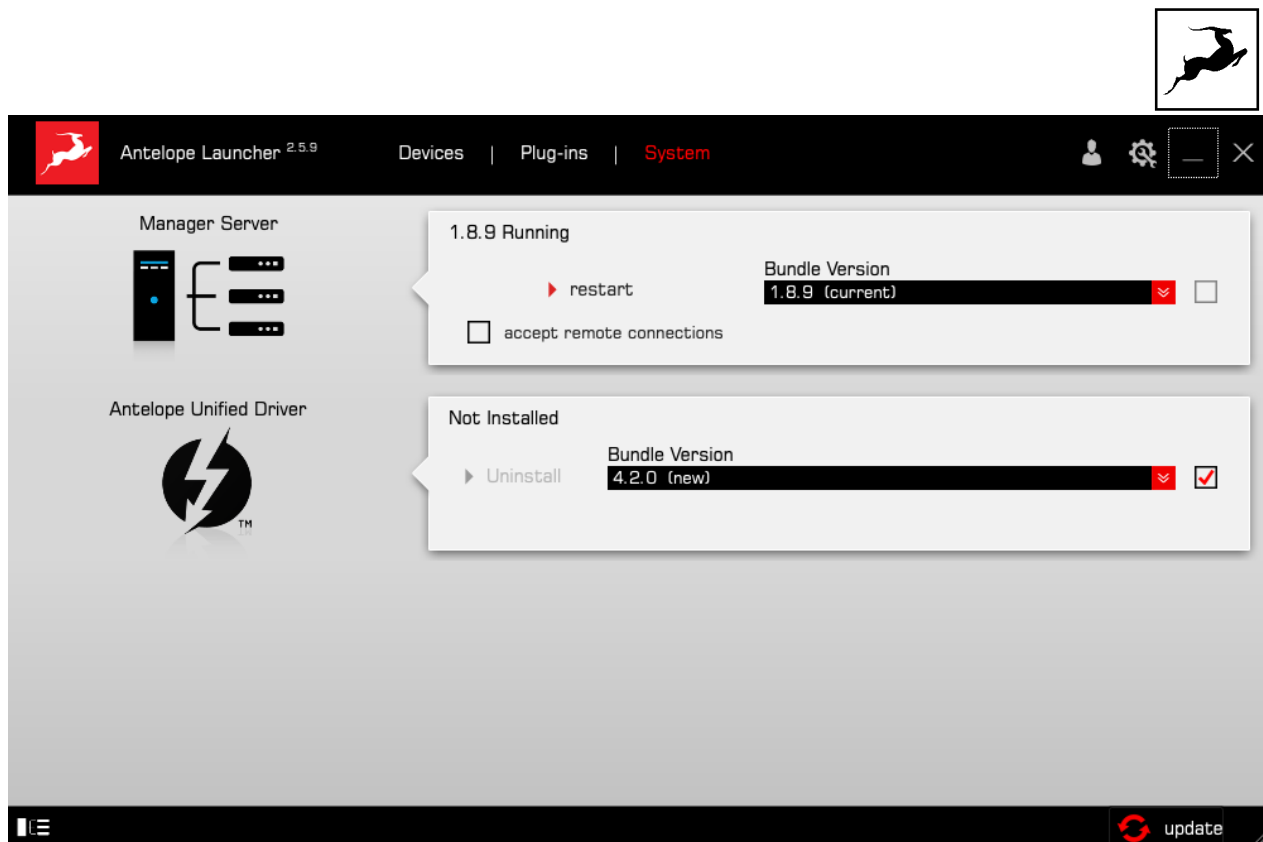 Antelope Launcher 2.5.9 Devices | Plug-ins | System
Manager Server
1.8.9 Running
Bundle Version
restart
1.8.9 (current)
accept remote connections
Antelope Unified Driver
Not Installed
Bundle Version
Uninstall
4.2.0 (new)
TM
update